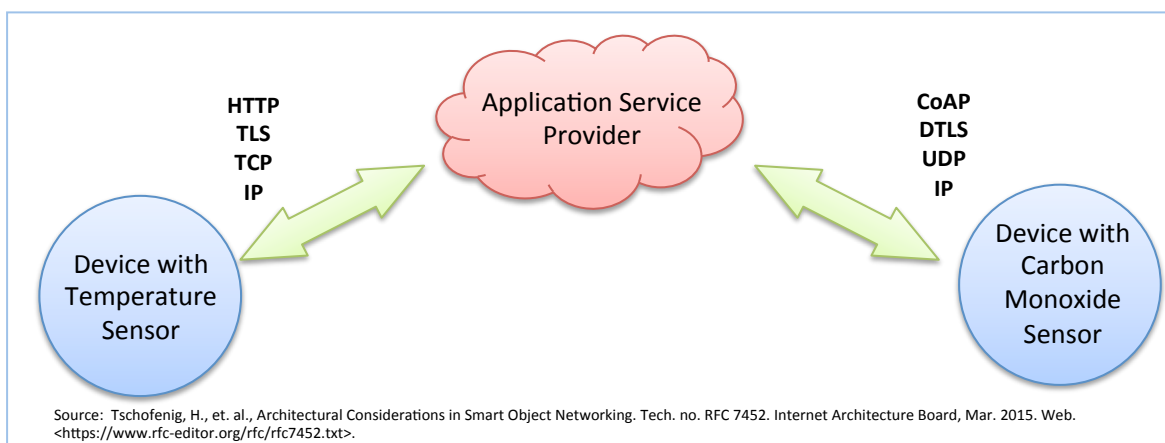 HTTP
TLS
TCP
IP
Application Service
Provider
CoAP
DTLS
UDP
IP
Device with
Temperature
Sensor
Device with
Carbon
Monoxide
Sensor
Source:  Tschofenig, H., et. al., Architectural Considerations in Smart Object Networking. Tech. no. RFC 7452. Internet Architecture Board, Mar. 2015. Web.
<https://www.rfc-editor.org/rfc/rfc7452.txt>.